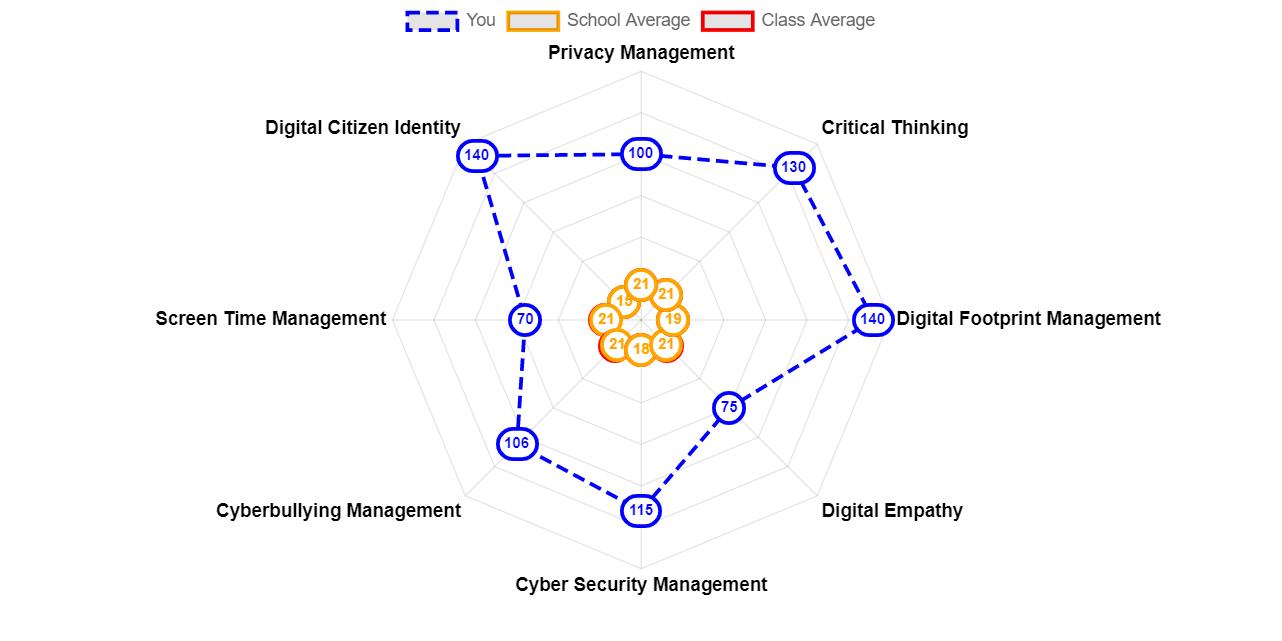 You School Average Class Average
Privacy Management
Digital Citizen Identity
Critical Thinking
140
100
130
21
21
Screen Time Management
70
21
19
140
Digital Footprint Management
21
18
21
75
106
Cyberbullying Management
115
Digital Empathy
Cyber Security Management